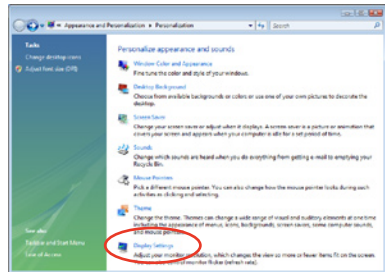 Appearance and Personalization ▸ Personalization
Search
Tasks
Change desktop icons
Adjust font size (DPI)
Personalize appearance and sounds
Window Color and Appearance
Fine tune the color and style of your windows.
Desktop Background
Choose from available backgrounds or colors or use one of your own pictures to decorate the
desktop.
Screen Saver
Change your screen saver or adjust when it displays. A screen saver is a picture or animation that
covers your screen and appears when your computer is idle for a set period of time.
Sounds
Change which sounds are heard when you do everything from getting e-mail to emptying your
Recycle Bin.
Mouse Pointers
Pick a different mouse pointer. You can also change how the mouse pointer looks during such
activities as clicking and selecting.
Theme
Change the theme. Themes can change a wide range of visual and auditory elements at one time
including the appearance of menus, icons, backgrounds, screen savers, some computer sounds,
and mouse pointers.
See also
Taskbar and Start Menu
Ease of Access
Display Settings
Adjust your monitor resolution, which changes the view so more or fewer items fit on the screen.
You can also control monitor flicker (refresh rate).